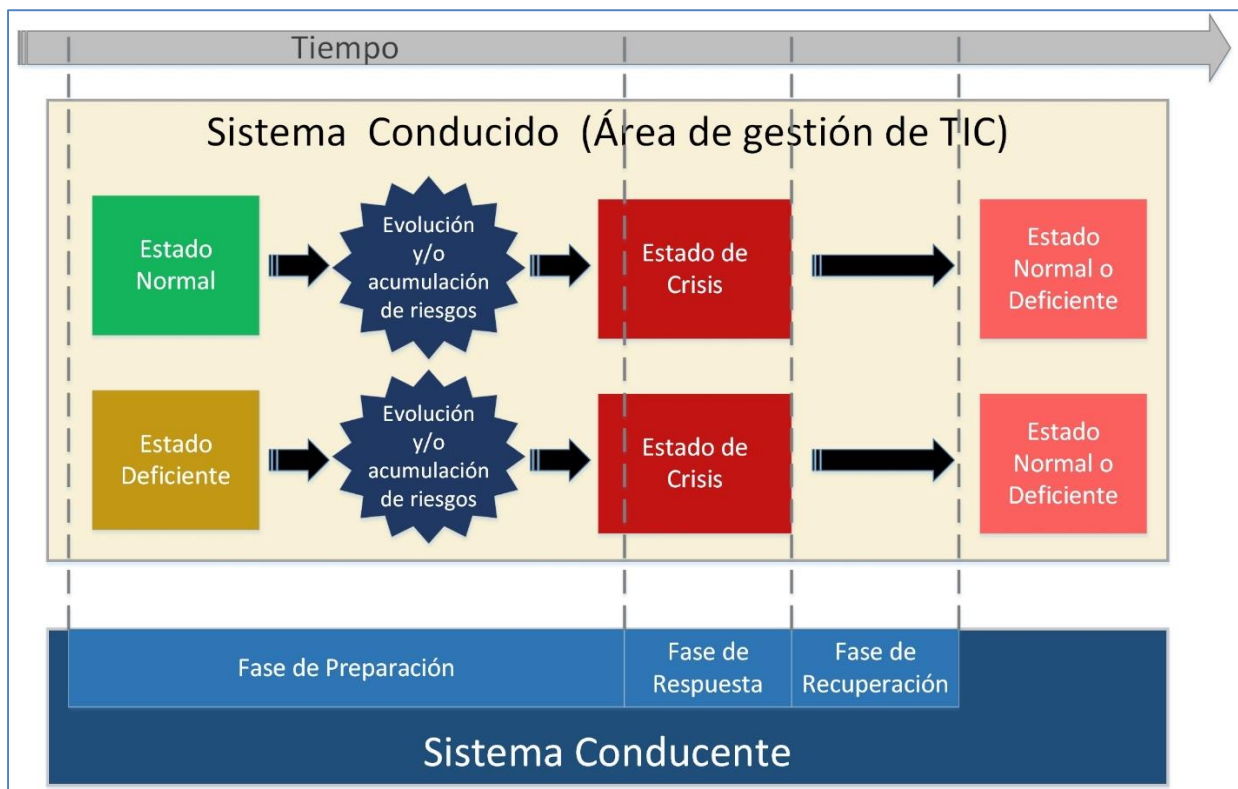 Tiempo
Sistema Conducido (Área de gestión de TIC)
Estado
Normal
Evolución
y/o
acumulación
de riesgos
Estado de
Crisis
Estado
Normal o
Deficiente
Estado
Deficiente
Evolución
y/o
acumulación
de riesgos
Estado de
Crisis
Estado
Normal o
Deficiente
Fase de Preparación
Fase de
Respuesta
Fase de
Recuperación
Sistema Conducente